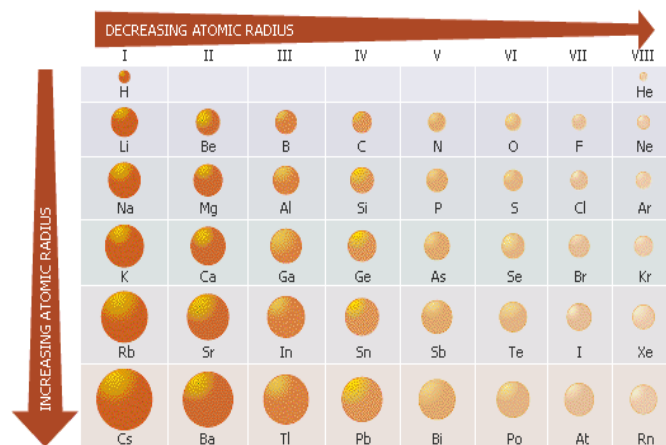 DECREASING ATOMIC RADIUS
I II III IV V VI VII VIII
INCREASING ATOMIC RADIUS
H He
Li Be B C N O F Ne
Na Mg Al Si P S Cl Ar
K Ca Ga Ge As Se Br Kr
Rb Sr In Sn Sb Te I Xe
Cs Ba Tl Pb Bi Po At Rn